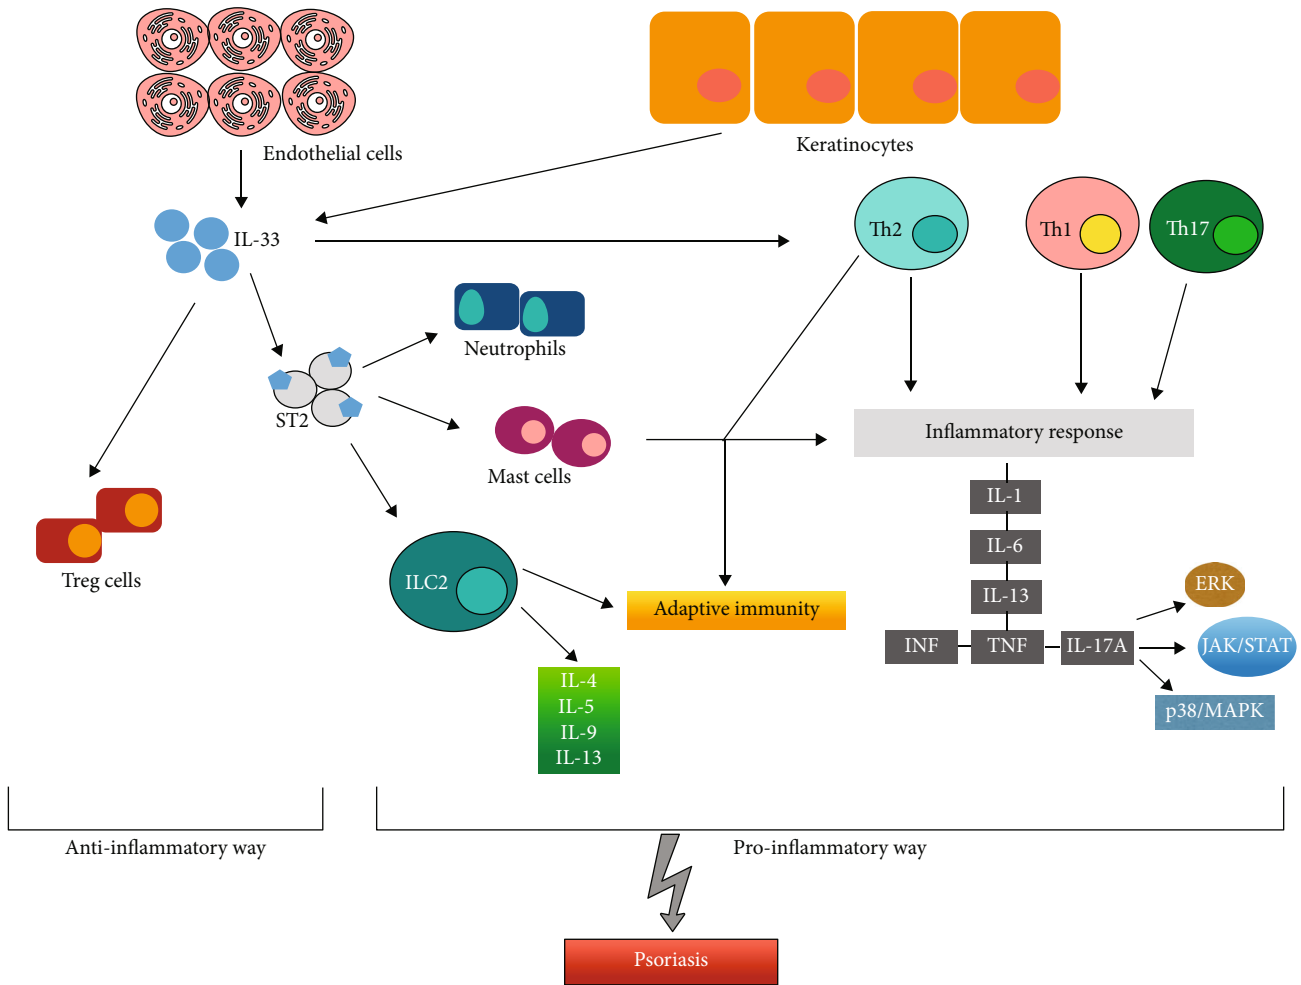 Endothelial cells
Keratinocytes
IL-33
Th2
Th1
Th17
Neutrophils
ST2
Inflammatory response
Mast cells
IL-1
IL-6
Treg cells
ILC2
IL-13
ERK
Adaptive immunity
INF
TNF
IL-17A
JAK/STAT
IL-4
IL-5
IL-9
IL-13
p38/MAPK
Anti-inflammatory way
Pro-inflammatory way
Psoriasis